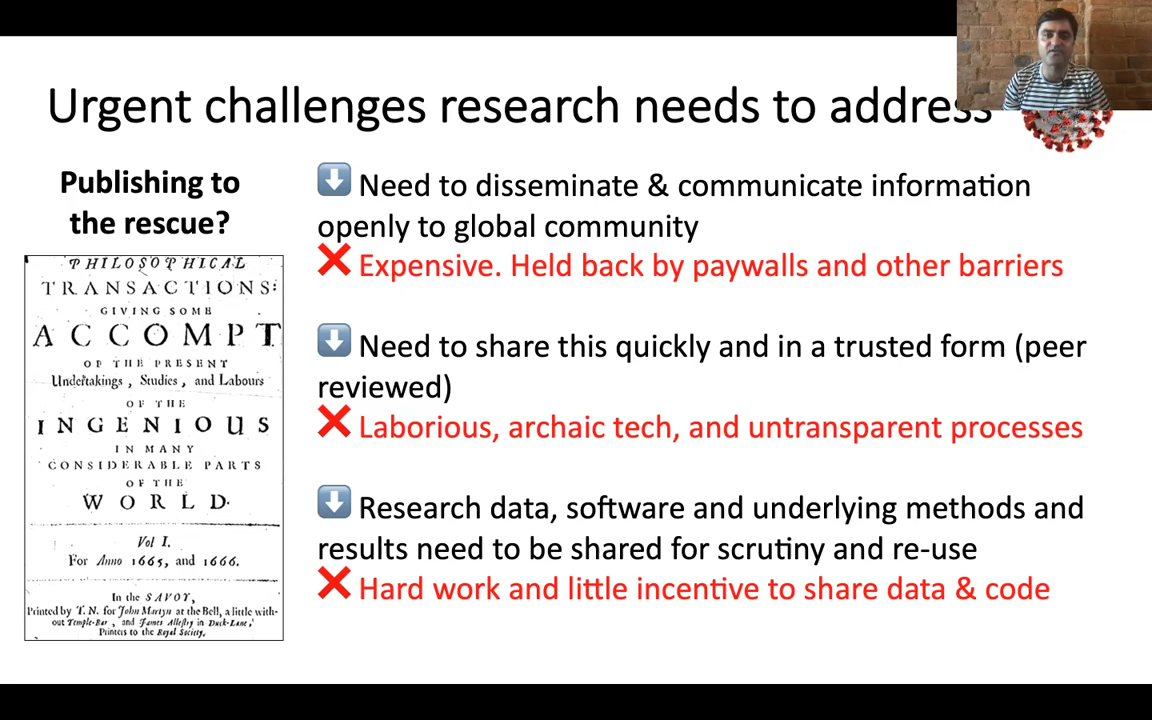 Urgent challenges research needs to address
Publishing to
the rescue?
PHILOSOPHICAL
TRANSACTIONS:
GIVING SOME
ACCOMPT
OF THE PRESENT
Undertakings, Studies, and Labours
OF THE
INGENIOUS
IN MANY
CONSIDERABLE PARTS
OF THE
WORLD.
Vol I.
For Anno 1665, and 1666.
In the SAVOY,
Printed by T. N. for John Martyn at the Bell, a little with-
out Temple-Bar, and James Allestry in Duck-Lane,
Printers to the Royal Society.
⬇️ Need to disseminate & communicate information
openly to global community
❌ Expensive. Held back by paywalls and other barriers
⬇️ Need to share this quickly and in a trusted form (peer
reviewed)
❌ Laborious, archaic tech, and untransparent processes
⬇️ Research data, software and underlying methods and
results need to be shared for scrutiny and re-use
❌ Hard work and little incentive to share data & code